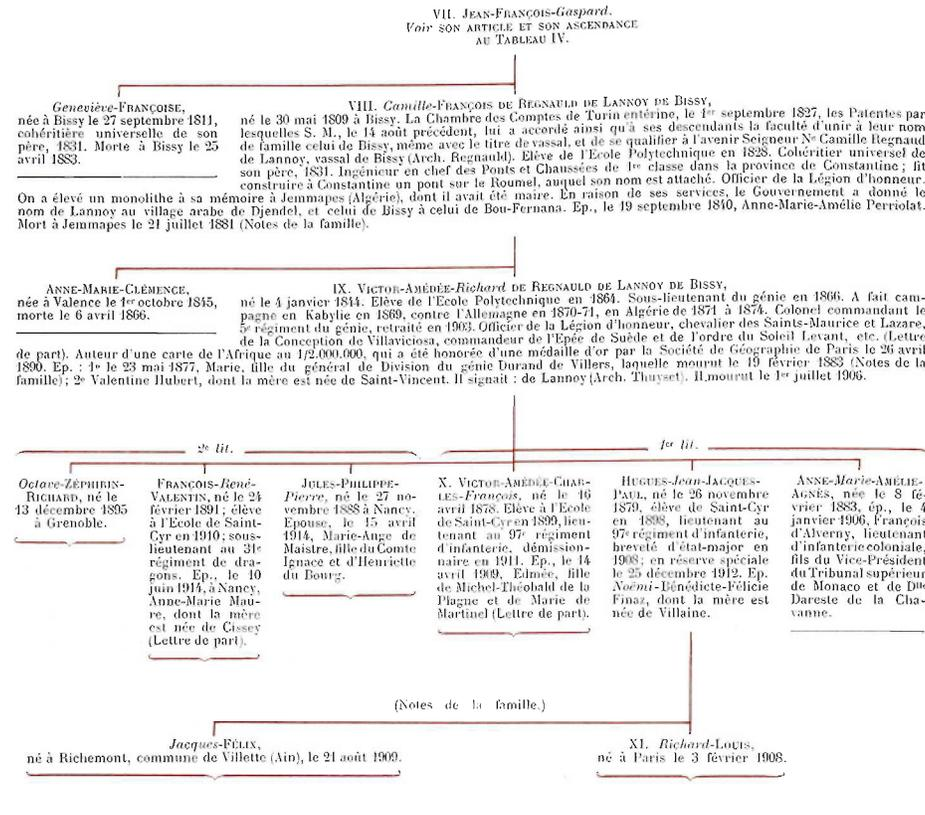 VII. JEAN-FRANÇOIS-Gaspard.
Voir SON ARTICLE ET SON ASCENDANCE
AU TABLEAU IV.
Geneviève-FRANÇOISE,
née à Bissy le 27 septembre 1811,
cohéritière universelle de son
père, 1831. Morte à Bissy le 25
avril 1883.
VIII. Camille-FRANÇOIS DE REGNAULD DE LANNOY DE BISSY,
né le 30 mai 1809 à Bissy. La Chambre des Comptes de Turin entérine, le 1er septembre 1827, les Patentes par
lesquelles S. M., le 14 août précédent, lui a accordé ainsi qu'à ses descendants la faculté d'unir à leur nom
de famille celui de Bissy, même avec le titre de vassal, et de se qualifier à l'avenir Seigneur Ne Camille Regnaud
de Lannoy, vassal de Bissy (Arch. Regnauld). Elève de l'Ecole Polytechnique en 1828. Cohéritier universel de
son père, 1831. Ingénieur en chef des Ponts et Chaussées de 1re classe dans la province de Constantine ; fit
construire à Constantine un pont sur le Roumel, auquel son nom est attaché. Officier de la Légion d'honneur.
On a élevé un monolithe à sa mémoire à Jemmapes (Algérie), dont il avait été maire. En raison de ses services, le Gouvernement a donné le
nom de Lannoy au village arabe de Djendel, et celui de Bissy à celui de Bou-Fernana. Ep., le 19 septembre 1840, Anne-Marie-Amélie Perriolat.
Mort à Jemmapes le 21 juillet 1881 (Notes de la famille).
ANNE-MARIE-CLÉMENCE,
née à Valence le 1er octobre 1845,
morte le 6 avril 1866.
IX. VICTOR-AMÉDÉE-Richard DE REGNAULD DE LANNOY DE BISSY,
né le 4 janvier 1844. Elève de l'Ecole Polytechnique en 1864. Sous-lieutenant du génie en 1866. A fait cam-
pagne en Kabylie en 1869, contre l'Allemagne en 1870-71, en Algérie de 1871 à 1874. Colonel commandant le
5e régiment du génie, retraité en 1903. Officier de la Légion d'honneur, chevalier des Saints-Maurice et Lazare,
de la Conception de Villaviciosa, commandeur de l'Epée de Suède et de l'ordre du Soleil Levant, etc. (Lettre
de part). Auteur d'une carte de l'Afrique au 1/2.000.000, qui a été honorée d'une médaille d'or par la Société de Géographie de Paris le 26 avril
1890. Ep. : 1e le 23 mai 1877, Marie, fille du général de Division du génie Durand de Villers, laquelle mourut le 19 février 1883 (Notes de la
famille) ; 2e Valentine Hubert, dont la mère est née de Saint-Vincent. Il signait : de Lannoy (Arch. Thuyset). Il mourut le 1er juillet 1906.
2e lit.
1er lit.
Octave-ZÉPHIRIN-
RICHARD, né le
13 décembre 1895
à Grenoble.
FRANÇOIS-René-
VALENTIN, né le 24
février 1891 ; élève
à l'Ecole de Saint-
Cyr en 1910 ; sous-
lieutenant au 31e
régiment de dra-
gons. Ep., le 10
juin 1914, à Nancy,
Anne-Marie Mau-
re, dont la mère
est née de Cissey
(Lettre de part).
JULES-PHILIPPE-
Pierre, né le 27 no-
vembre 1888 à Nancy.
Epouse, le 15 avril
1914, Marie-Ange de
Maistre, fille du Comte
Ignace et d'Henriette
du Bourg.
X. VICTOR-AMÉDÉE-CHAR-
LES-François, né le 16
avril 1878. Elève à l'Ecole
de Saint-Cyr en 1899, lieu-
tenant au 97e régiment
d'infanterie, démission-
naire en 1911. Ep., le 14
avril 1909, Edmée, fille
de Michel-Théobald de la
Plagne et de Marie de
Martinel (Lettre de part).
HUGUES-Jean-JACQUES-
PAUL, né le 26 novembre
1879, élève de Saint-Cyr
en 1898, lieutenant au
97e régiment d'infanterie,
breveté d'état-major en
1908 ; en réserve spéciale
le 25 décembre 1912. Ep.
Noëmi-Bénédicte-Félicie
Finaz, dont la mère est
née de Villaine.
ANNE-Marie-AMÉLIE-
AGNÈS, née le 8 fé-
vrier 1883, ép., le 4
janvier 1906, François
d'Alverny, lieutenant
d'infanterie coloniale,
fils du Vice-Président
du Tribunal supérieur
de Monaco et de Dlle
Dareste de la Cha-
vanne.
(Notes de la famille.)
Jacques-FÉLIX,
né à Richemont, commune de Villette (Ain), le 21 août 1909.
XI. Richard-LOUIS,
né à Paris le 3 février 1908.